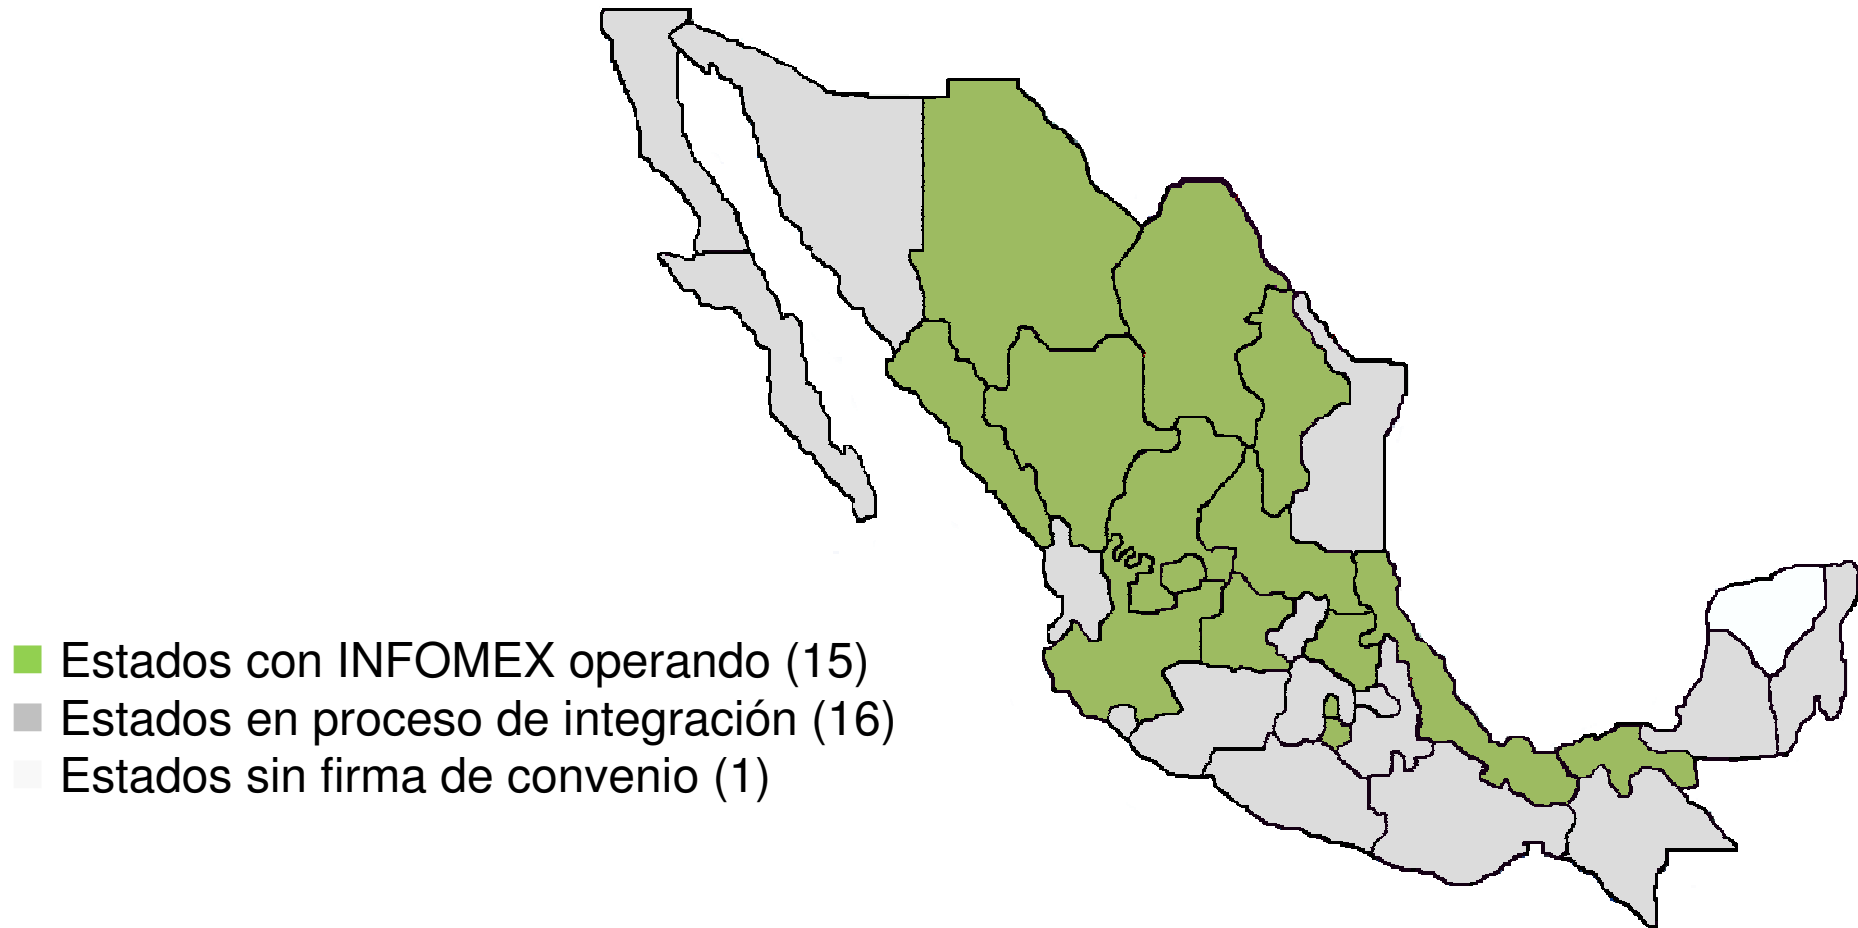 Estados con INFOMEX operando (15)
Estados en proceso de integración (16)
Estados sin firma de convenio (1)